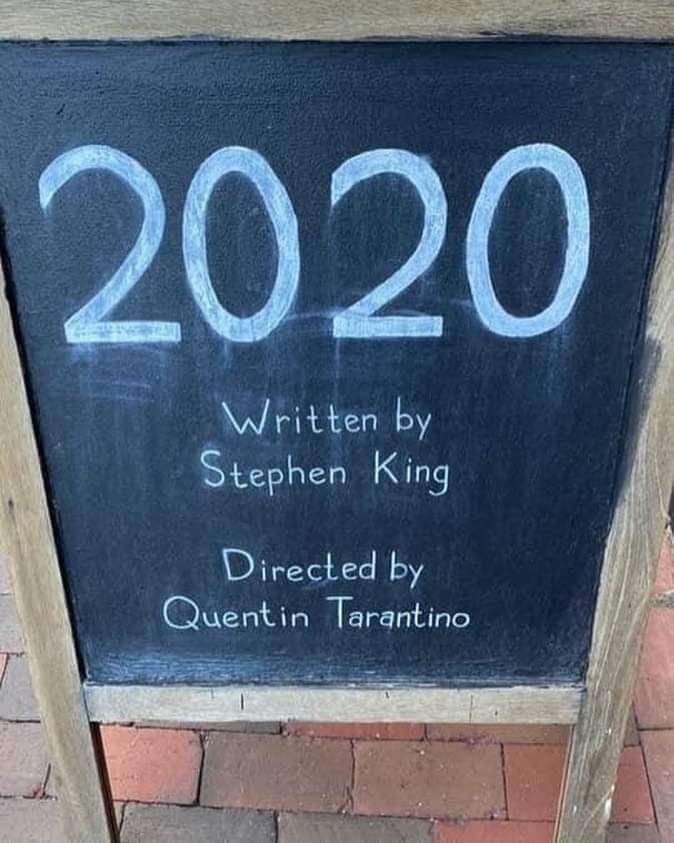 2020
Written by
Stephen King
Directed by
Quentin Tarantino